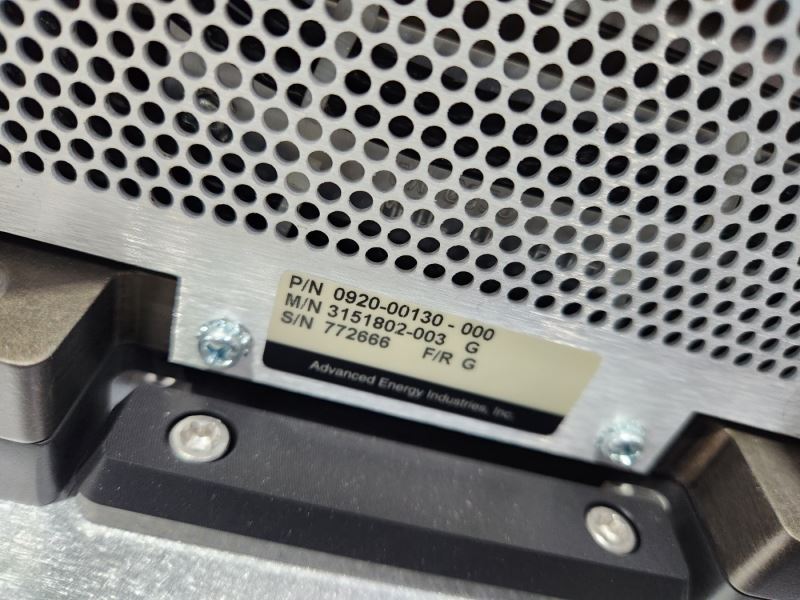 P/N 0920-00130 - 000
M/N 3151802-003 G
S/N 772666 F/R G
Advanced Energy Industries, Inc.